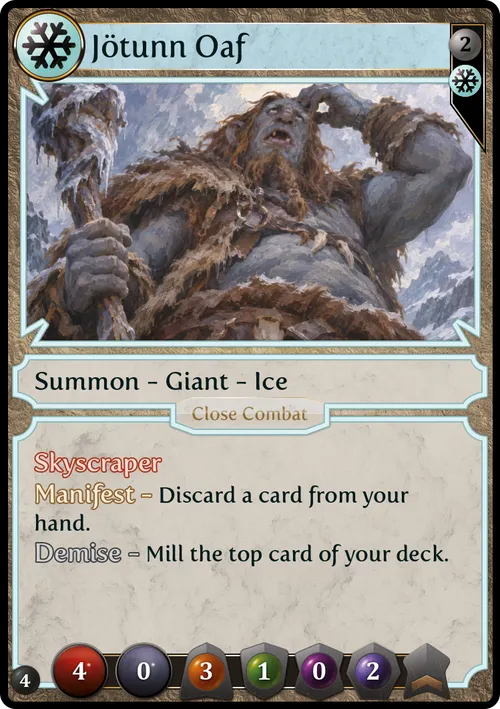 Jötunn Oaf
2
Summon - Giant - Ice
Close Combat
Skyscraper
Manifest - Discard a card from your
hand.
Demise - Mill the top card of your deck.
4 4* 0* 3 1 0 2